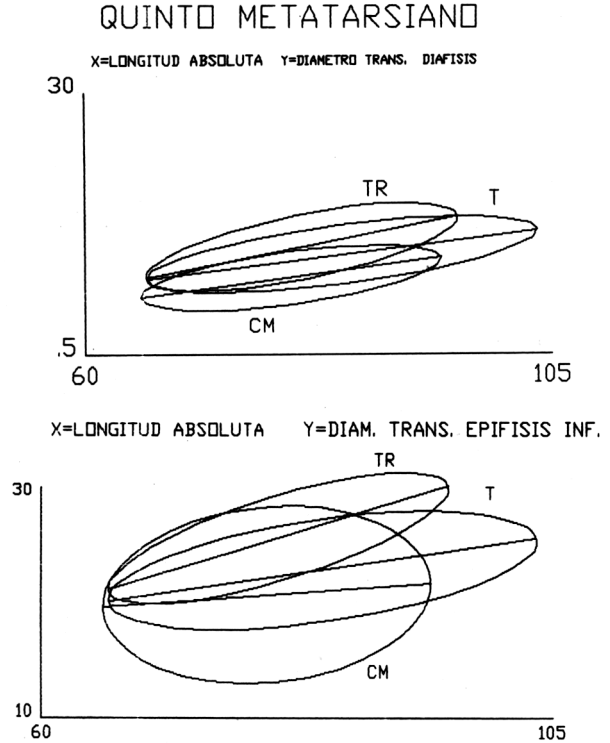 QUINTO METATARSIANO
X=LONGITUD ABSOLUTA Y=DIAMETRO TRANS. DIAFISIS
30
TR
T
CM
.5
60
105
X=LONGITUD ABSOLUTA Y=DIAM. TRANS. EPIFISIS INF.
TR
30
T
CM
10
60
105